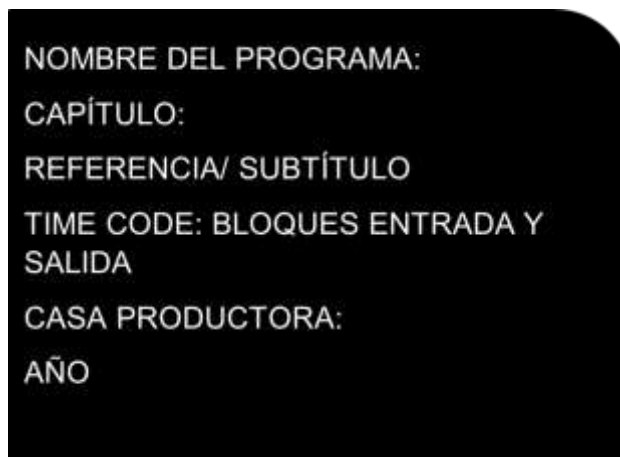 NOMBRE DEL PROGRAMA:
CAPÍTULO:
REFERENCIA/ SUBTÍTULO
TIME CODE: BLOQUES ENTRADA Y
SALIDA
CASA PRODUCTORA:
AÑO